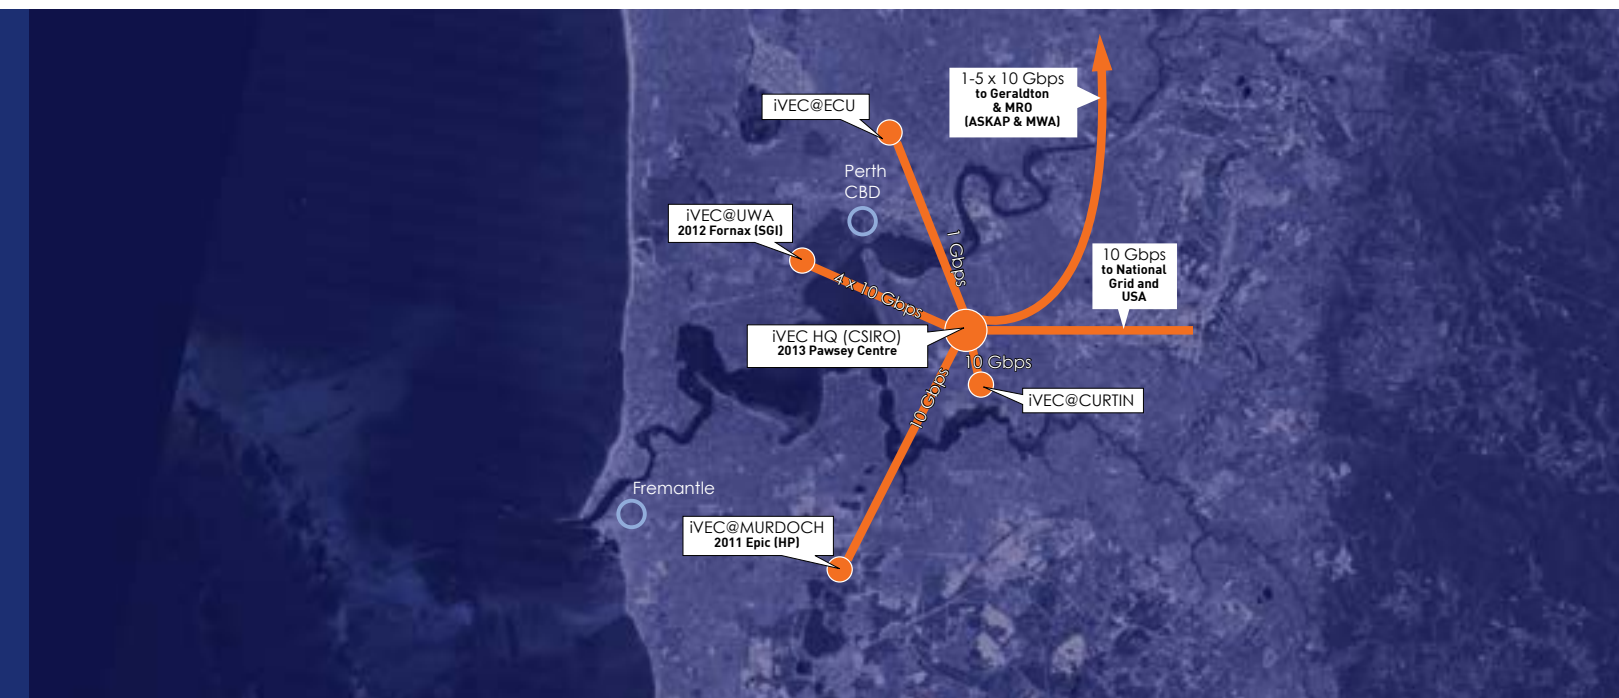 1-5 x 10 Gbps
to Geraldton
& MRO
(ASKAP & MWA)
iVEC@ECU
Perth
CBD
iVEC@UWA
2012 Fornax (SGI)
1 Gbps
10 Gbps
to National
Grid and
USA
4 x 10 Gbps
iVEC HQ (CSIRO)
2013 Pawsey Centre
10 Gbps
10 Gbps
iVEC@CURTIN
Fremantle
iVEC@MURDOCH
2011 Epic (HP)